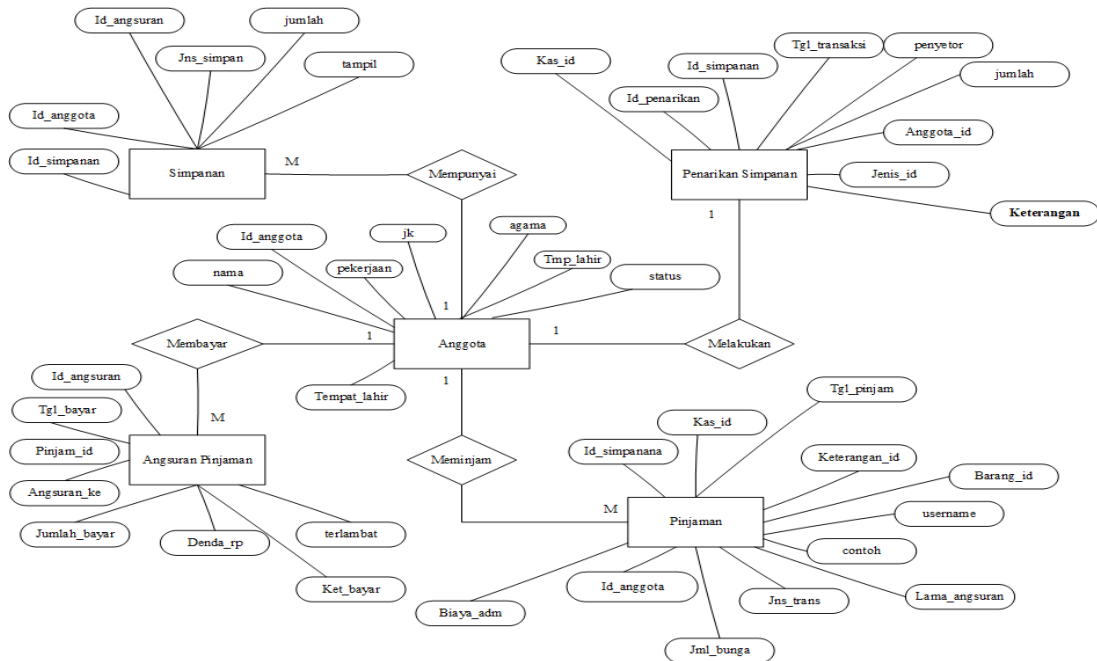 Id_angsuran
jumlah
Jns_simpan
tampil
Id_anggota
Id_simpanan
Simpanan
M
Mempunyai
Kas_id
Id_simpanan
Tgl_transaksi
penyetor
jumlah
Id_penarikan
Anggota_id
Penarikan Simpanan
Jenis_id
Keterangan
1
Id_anggota
jk
agama
nama
pekerjaan
Tmp_lahir
status
1
Membayar
1
Anggota
1
Melakukan
1
Tempat_lahir
Id_angsuran
Tgl_bayar
M
Pinjam_id
Angsuran Pinjaman
Angsuran_ke
Jumlah_bayar
Denda_rp
terlambat
Ket_bayar
Meminjam
M
Tgl_pinjam
Kas_id
Id_simpanana
Keterangan_id
Barang_id
Pinjaman
username
contoh
Lama_angsuran
Id_anggota
Biaya_adm
Jns_trans
Jml_bunga